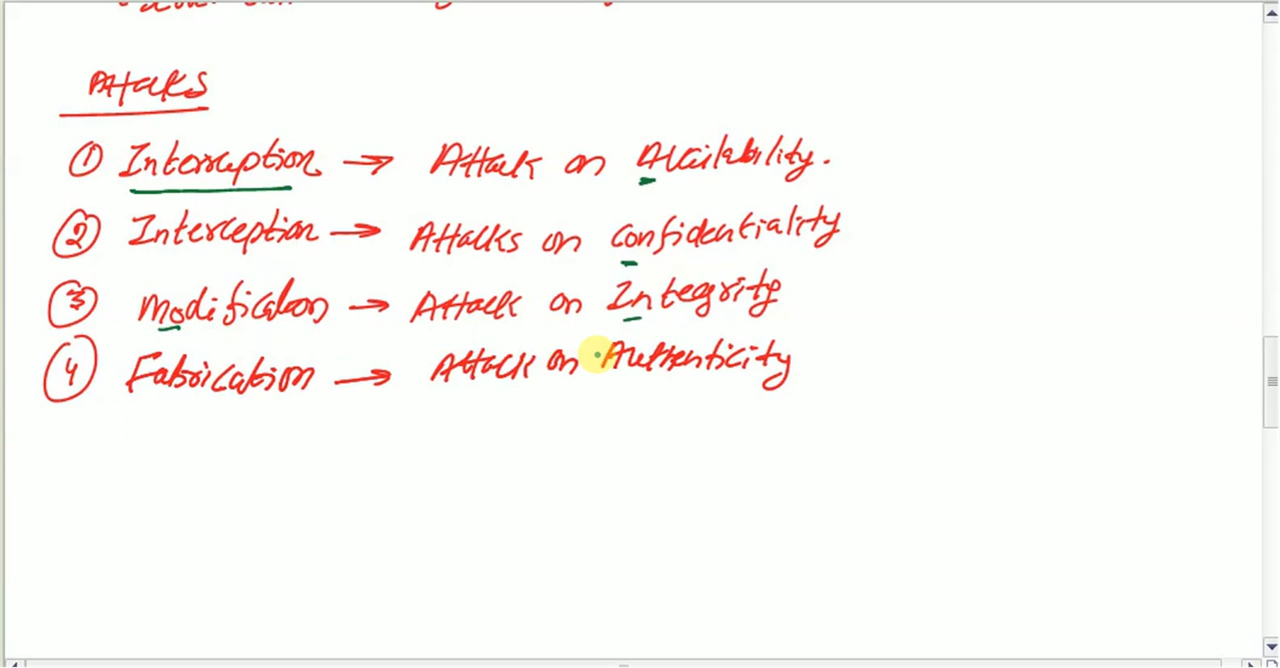 Attacks
① Interruption → Attack on Availability.
② Interception → Attacks on confidentiality
③ Modification → Attack on Integrity
④ Fabrication → Attack on Authenticity